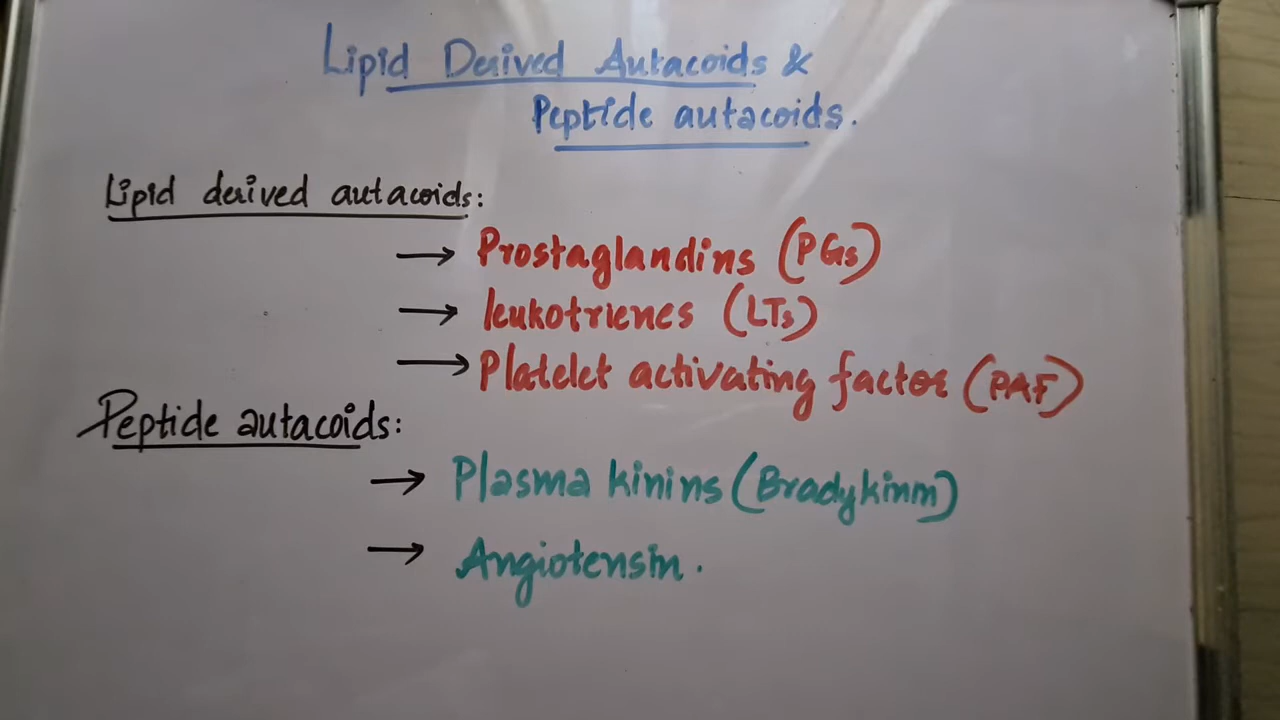 Lipid Derived Autacoids &
Peptide autacoids.
Lipid derived autacoids:
→ Prostaglandins (PGs)
→ leukotrienes (LTs)
→ Platelet activating factor (PAF)
Peptide autacoids:
→ Plasma kinins (Bradykinin)
→ Angiotensin.